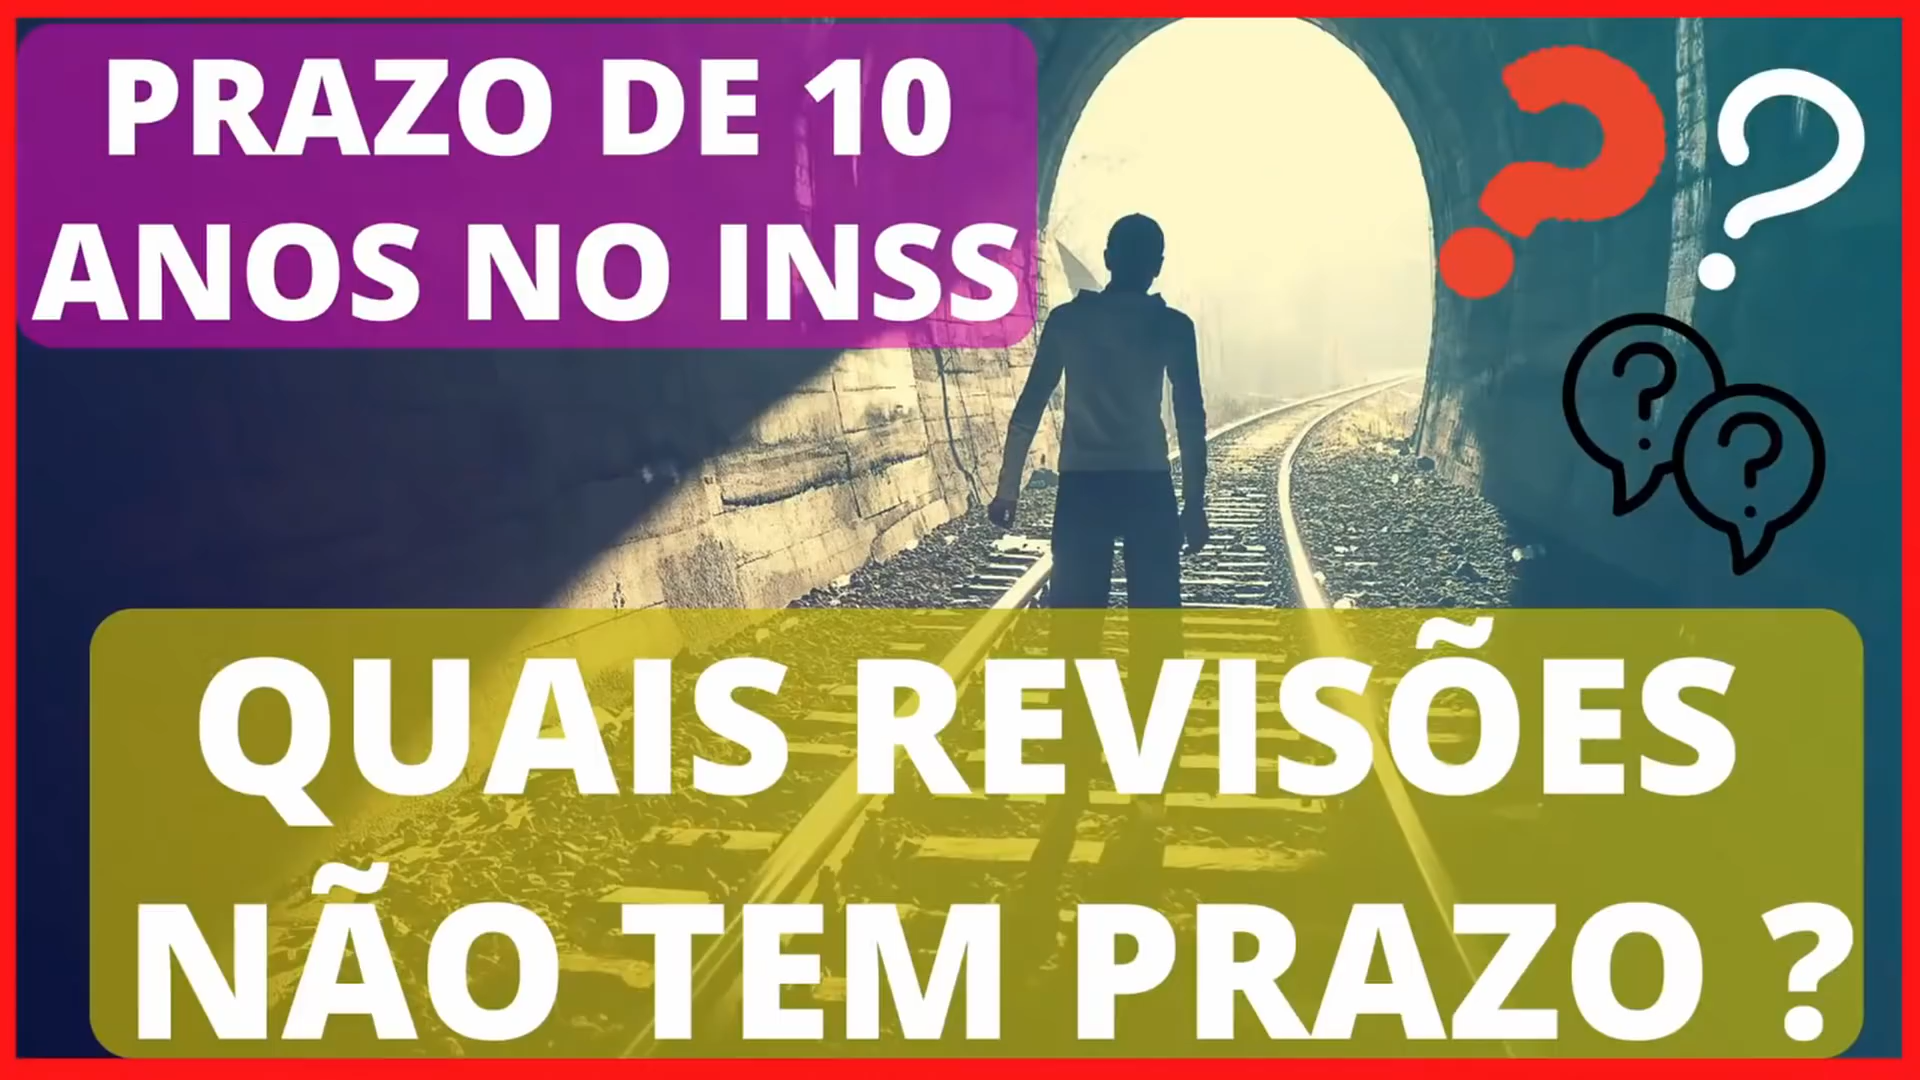 PRAZO DE 10
ANOS NO INSS
QUAIS REVISÕES
NÃO TEM PRAZO ?